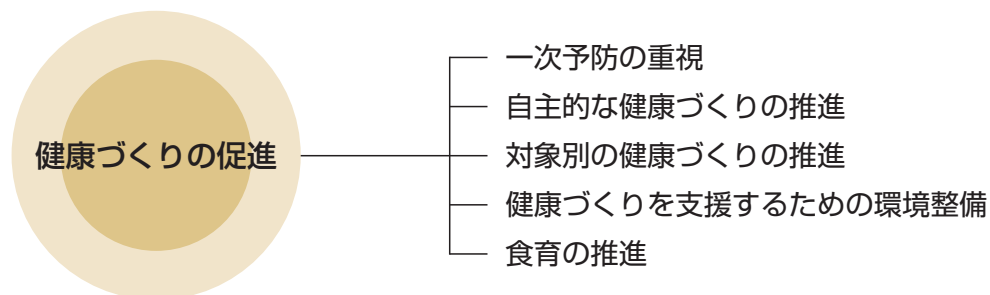 健康づくりの促進
一次予防の重視
自主的な健康づくりの推進
対象別の健康づくりの推進
健康づくりを支援するための環境整備
食育の推進